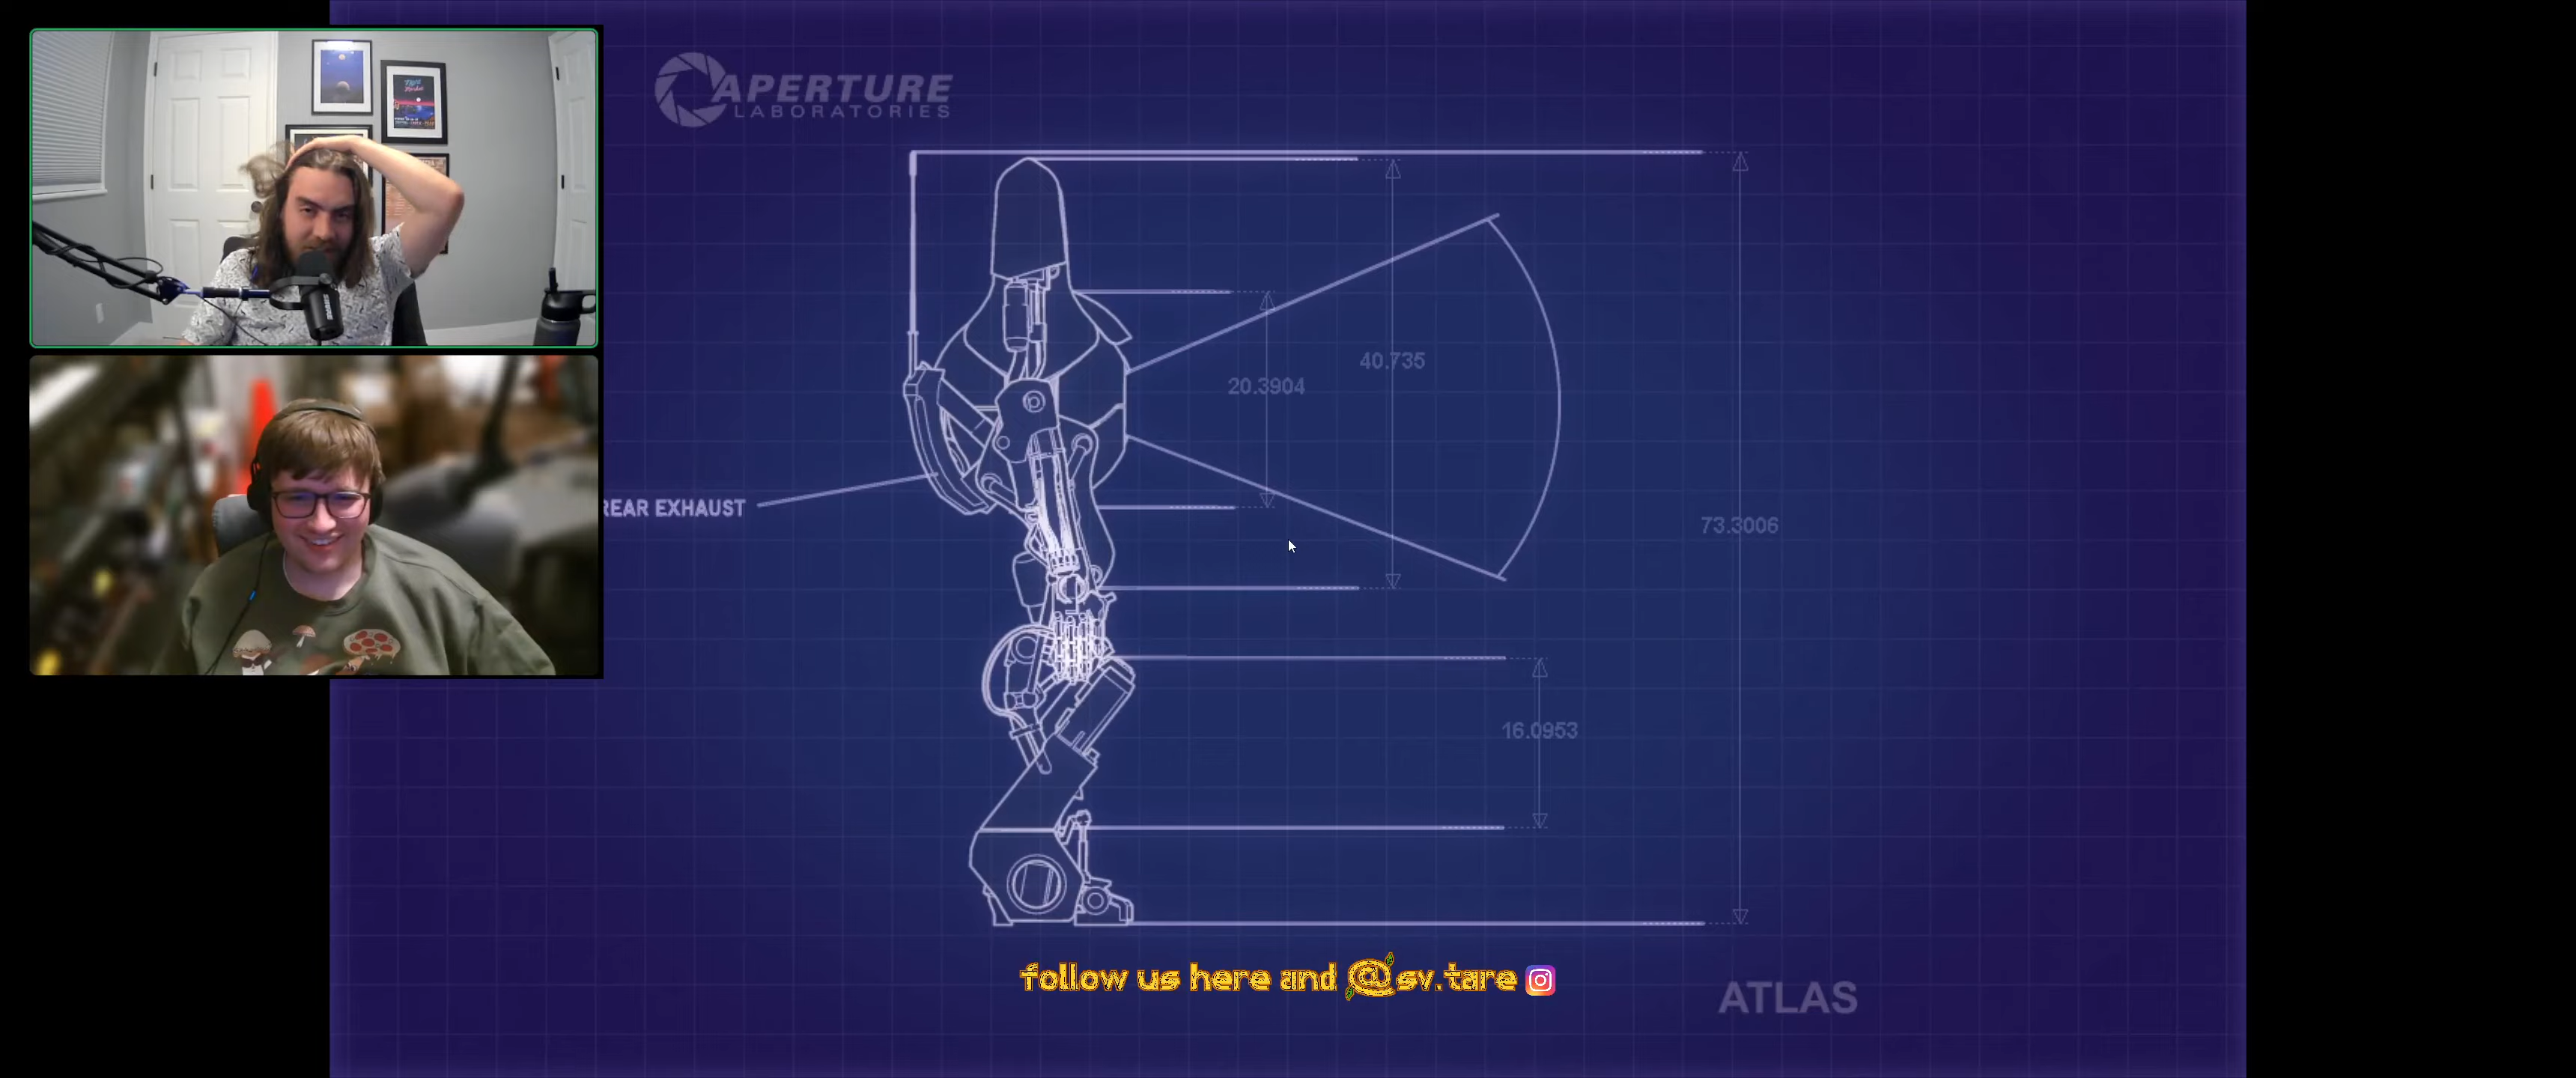 APERTURE
LABORATORIES
40.735
20.3904
REAR EXHAUST
73.3006
16.0953
follow us here and @sv.tare
ATLAS